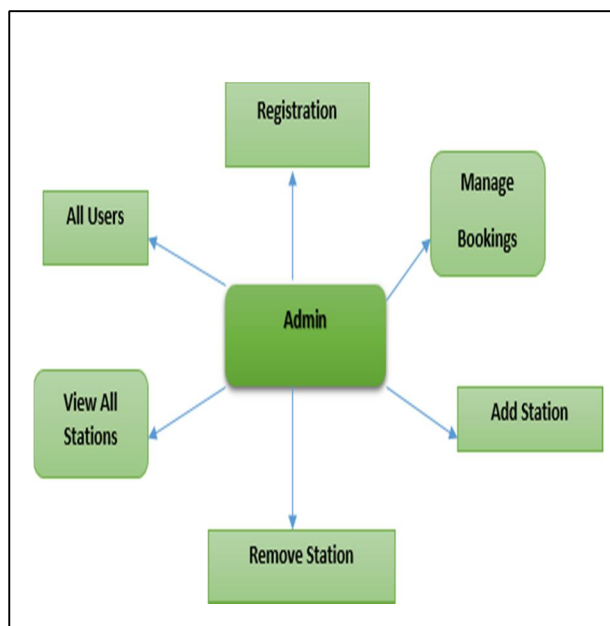 Registration
Manage
Bookings
All Users
Admin
View All
Stations
Add Station
Remove Station